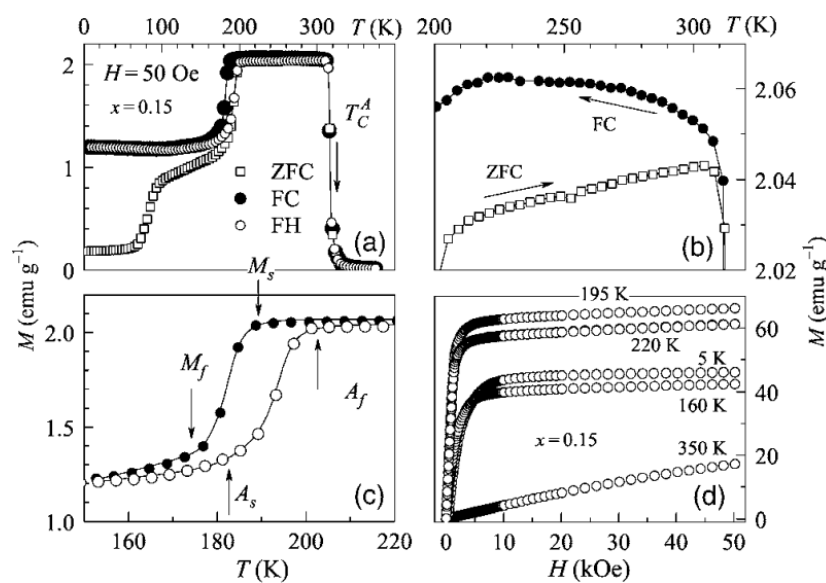 0 100 200 300 T (K)
200 250 300 T (K)
2
1
0
H = 50 Oe
x = 0.15
T_C^A
ZFC
FC
FH
(a)
2.06
2.04
2.02
FC
ZFC
(b)
M (emu g⁻¹)
M (emu g⁻¹)
2.0
1.8
1.4
1.0
M_s
M_f
A_f
A_s
(c)
160 180 200 220
T (K)
195 K
220 K
5 K
160 K
350 K
x = 0.15
(d)
60
40
20
0
0 10 20 30 40 50
H (kOe)